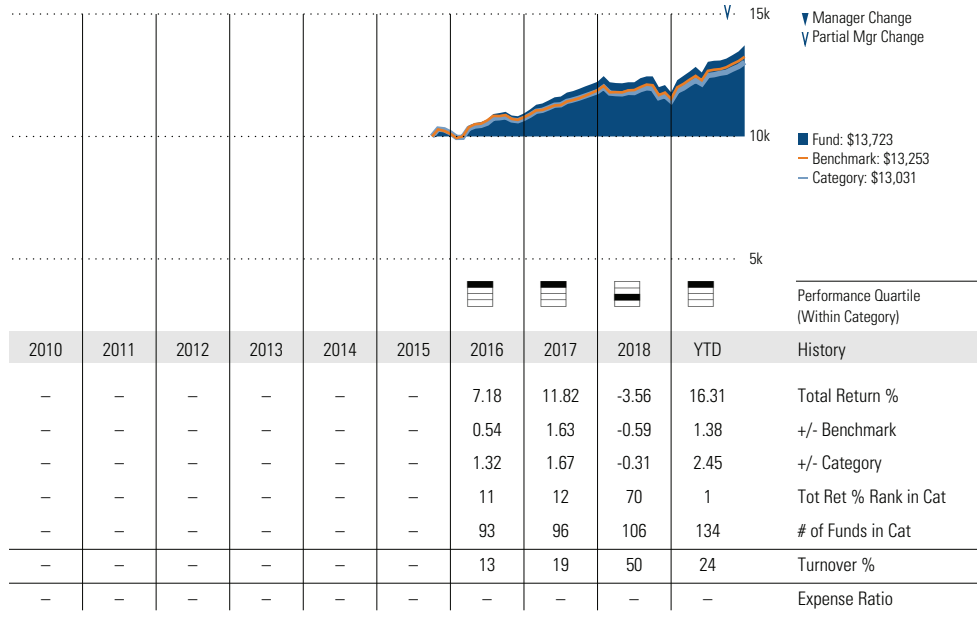 15k
▼ Manager Change
V Partial Mgr Change
10k
Fund: $13,723
Benchmark: $13,253
Category: $13,031
5k
Performance Quartile
(Within Category)
2010 2011 2012 2013 2014 2015 2016 2017 2018 YTD History
– – – – – – 7.18 11.82 -3.56 16.31 Total Return %
– – – – – – 0.54 1.63 -0.59 1.38 +/- Benchmark
– – – – – – 1.32 1.67 -0.31 2.45 +/- Category
– – – – – – 11 12 70 1 Tot Ret % Rank in Cat
– – – – – – 93 96 106 134 # of Funds in Cat
– – – – – – 13 19 50 24 Turnover %
– – – – – – – – – – Expense Ratio